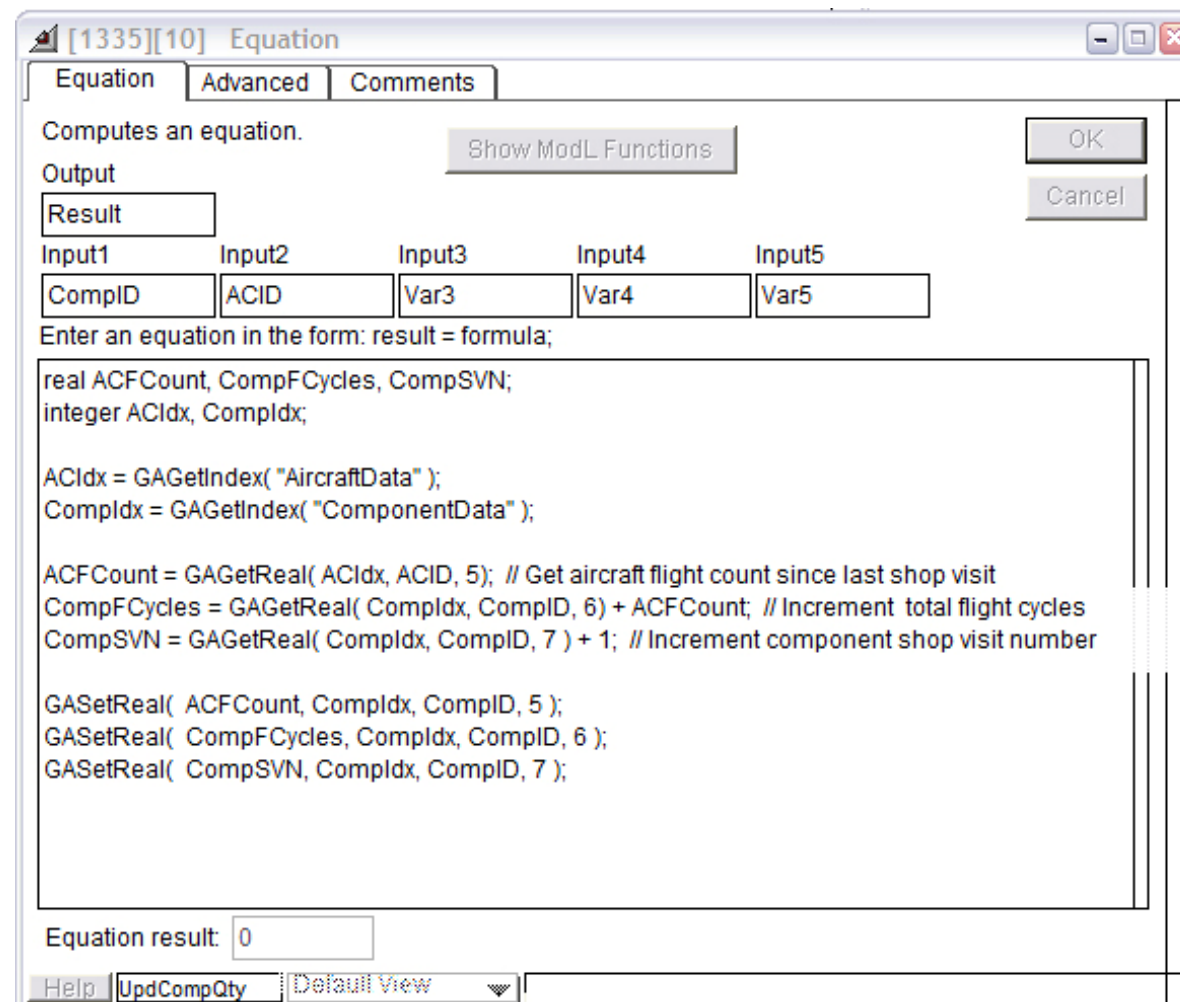 [1335][10] Equation
Equation Advanced Comments
Computes an equation.
Show ModL Functions
OK
Output
Cancel
Result
Input1 Input2 Input3 Input4 Input5
CompID ACID Var3 Var4 Var5
Enter an equation in the form: result = formula;
real ACFCount, CompFCycles, CompSVN;
integer ACIdx, CompIdx;
ACIdx = GAGetIndex( "AircraftData" );
CompIdx = GAGetIndex( "ComponentData" );
ACFCount = GAGetReal( ACIdx, ACID, 5); // Get aircraft flight count since last shop visit
CompFCycles = GAGetReal( CompIdx, CompID, 6) + ACFCount; // Increment  total flight cycles
CompSVN = GAGetReal( CompIdx, CompID, 7 ) + 1; // Increment component shop visit number
GASetReal(  ACFCount, CompIdx, CompID, 5 );
GASetReal(  CompFCycles, CompIdx, CompID, 6 );
GASetReal(  CompSVN, CompIdx, CompID, 7 );
Equation result: 0
Help UpdCompQty Default View